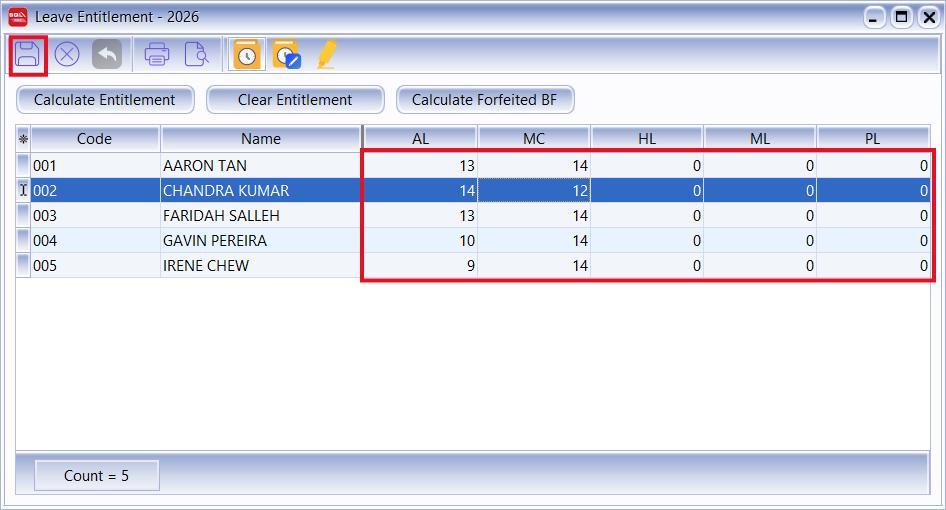 SQL
Leave Entitlement - 2026
Calculate Entitlement Clear Entitlement Calculate Forfeited BF
Code Name AL MC HL ML PL
001 AARON TAN 13 14 0 0 0
002 CHANDRA KUMAR 14 12 0 0 0
003 FARIDAH SALLEH 13 14 0 0 0
004 GAVIN PEREIRA 10 14 0 0 0
005 IRENE CHEW 9 14 0 0 0
Count = 5